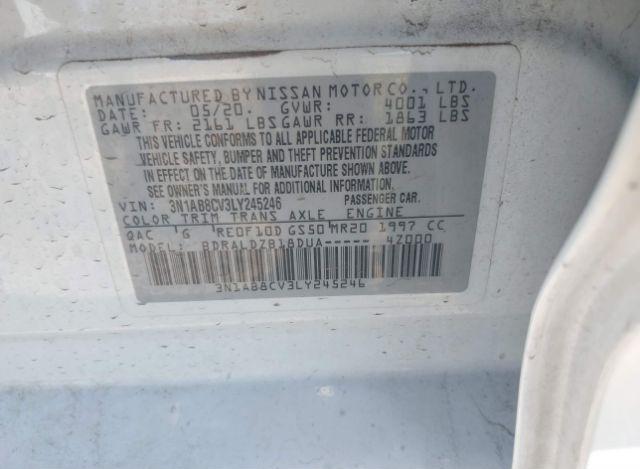 MANUFACTURED BY NISSAN MOTOR CO., LTD.
DATE: 05/20. GVWR: 4001 LBS
GAWR FR: 2161 LBS GAWR RR: 1863 LBS
THIS VEHICLE CONFORMS TO ALL APPLICABLE FEDERAL MOTOR
VEHICLE SAFETY, BUMPER AND THEFT PREVENTION STANDARDS
IN EFFECT ON THE DATE OF MANUFACTURE SHOWN ABOVE.
SEE OWNER'S MANUAL FOR ADDITIONAL INFORMATION.
VIN: 3N1AB8CV3LY245246 PASSENGER CAR.
COLOR TRIM TRANS AXLE ENGINE
QAC G RE0F10D GS50 MR20 1997 CC
MODEL: BDRALDZB18DUA----- 4Z000
3N1AB8CV3LY245246